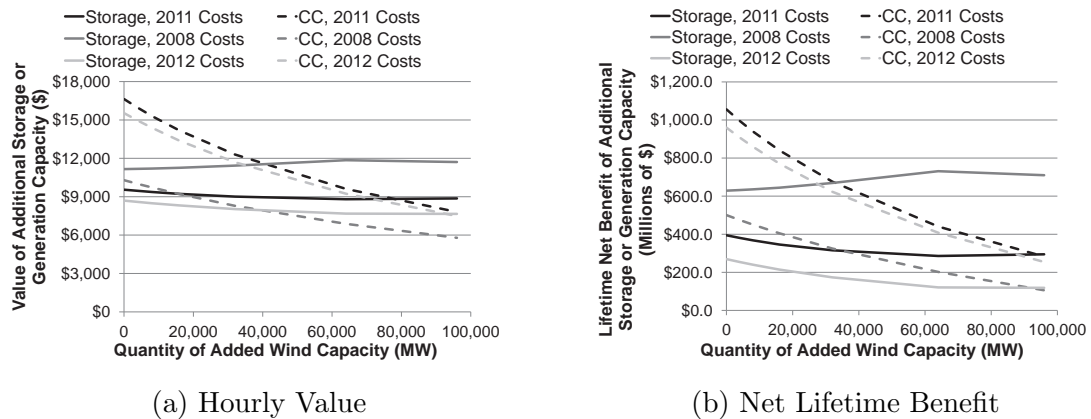 Storage, 2011 Costs
CC, 2011 Costs
Storage, 2008 Costs
CC, 2008 Costs
Storage, 2012 Costs
CC, 2012 Costs
Value of Additional Storage or
Generation Capacity ($)
$18,000
$15,000
$12,000
$9,000
$6,000
$3,000
$0
0 20,000 40,000 60,000 80,000 100,000
Quantity of Added Wind Capacity (MW)
(a) Hourly Value
Storage, 2011 Costs
CC, 2011 Costs
Storage, 2008 Costs
CC, 2008 Costs
Storage, 2012 Costs
CC, 2012 Costs
Lifetime Net Benefit of Additional
Storage or Generation Capacity
(Millions of $)
$1,200.0
$1,000.0
$800.0
$600.0
$400.0
$200.0
$0.0
0 20,000 40,000 60,000 80,000 100,000
Quantity of Added Wind Capacity (MW)
(b) Net Lifetime Benefit